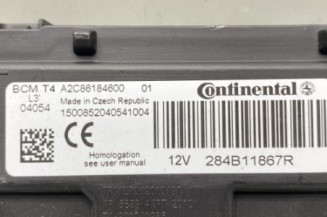 BCM T4 A2C86184600 01
L3'
04054
Made in Czech Republic
1500852040541004
Continental
CE
Homologation
see user manual
12V 284B11867R